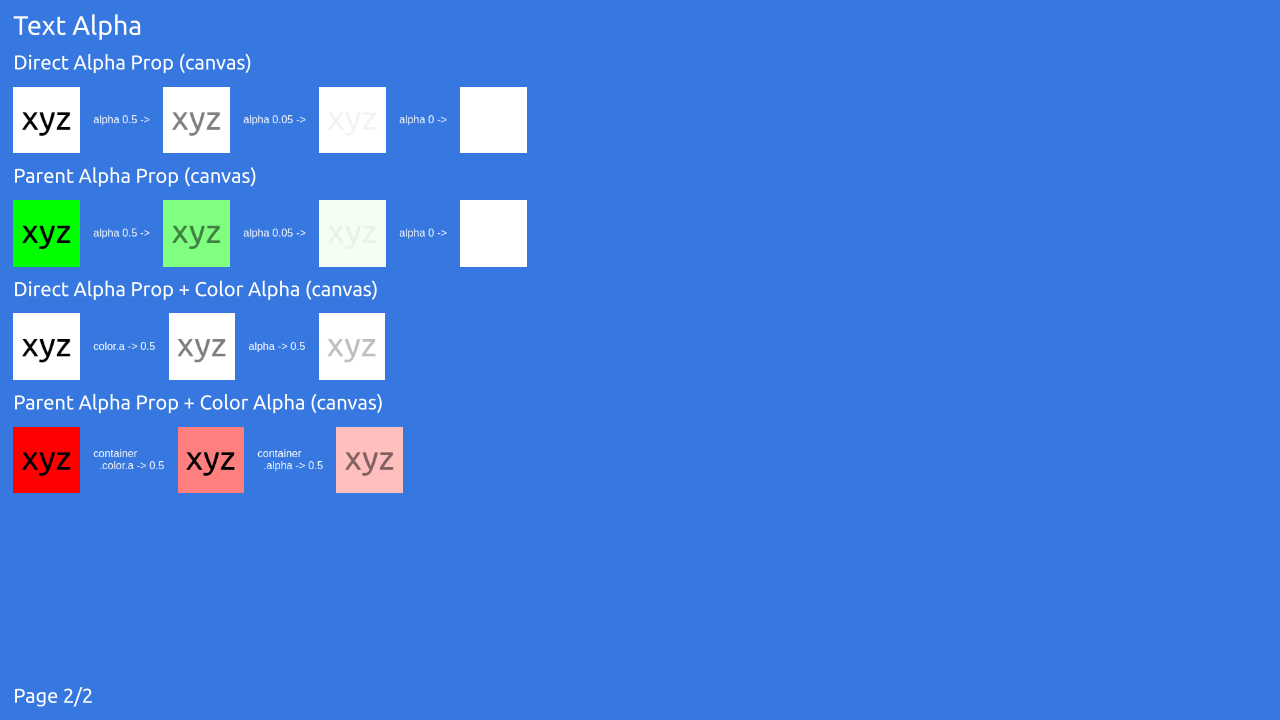 Text Alpha
Direct Alpha Prop (canvas)
xyz alpha 0.5 -> xyz alpha 0.05 -> xyz alpha 0 ->
Parent Alpha Prop (canvas)
xyz alpha 0.5 -> xyz alpha 0.05 -> xyz alpha 0 ->
Direct Alpha Prop + Color Alpha (canvas)
xyz color.a -> 0.5 xyz alpha -> 0.5 xyz
Parent Alpha Prop + Color Alpha (canvas)
xyz container .color.a -> 0.5 xyz container .alpha -> 0.5 xyz
Page 2/2